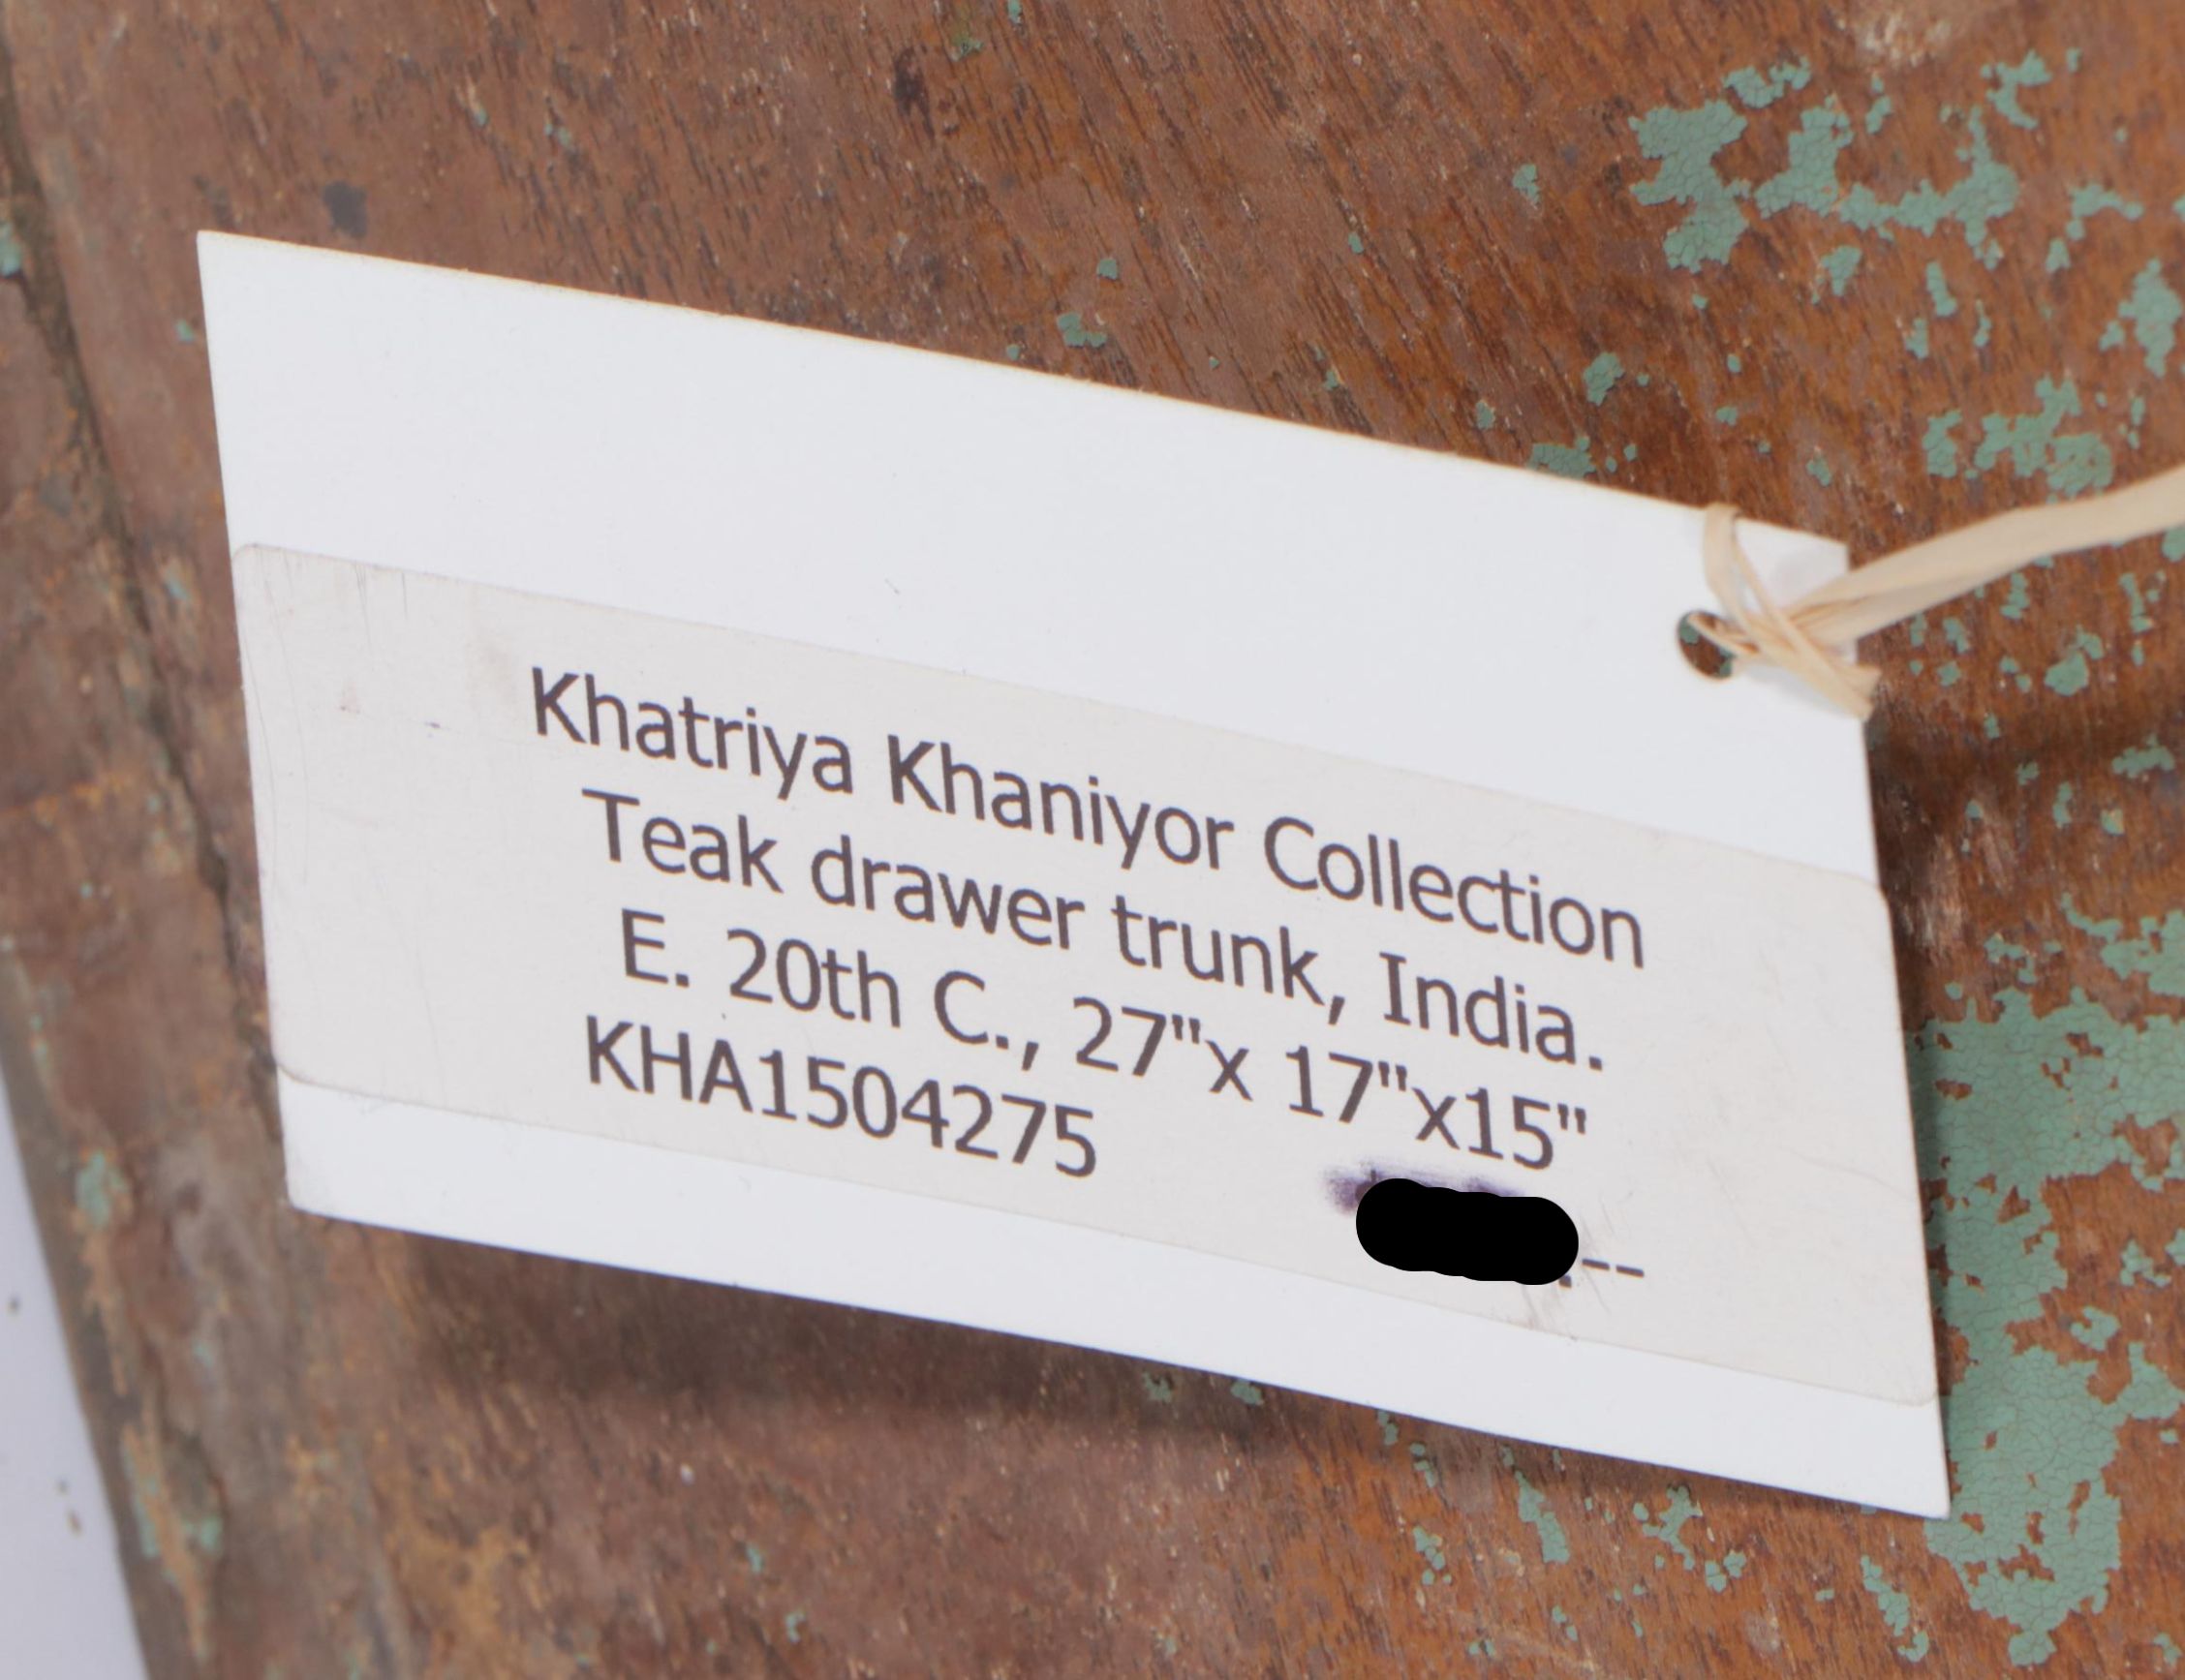 Khatriya Khaniyor Collection
Teak drawer trunk, India.
E. 20th C., 27"x 17"x15"
KHA1504275
.--